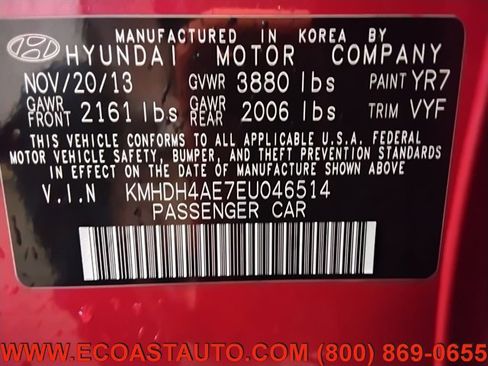 MANUFACTURED IN KOREA BY
HYUNDAI MOTOR COMPANY
NOV/20/13 GVWR 3880 lbs PAINT YR7
GAWR FRONT 2161 lbs GAWR REAR 2006 lbs TRIM VYF
THIS VEHICLE CONFORMS TO ALL APPLICABLE U.S.A. FEDERAL
MOTOR VEHICLE SAFETY, BUMPER, AND THEFT PREVENTION STANDARDS
IN EFFECT ON THE DATE OF MANUFACTURE SHOWN ABOVE
V.I.N KMHDH4AE7EU046514
PASSENGER CAR
WWW.ECOASTAUTO.COM (800) 869-0655